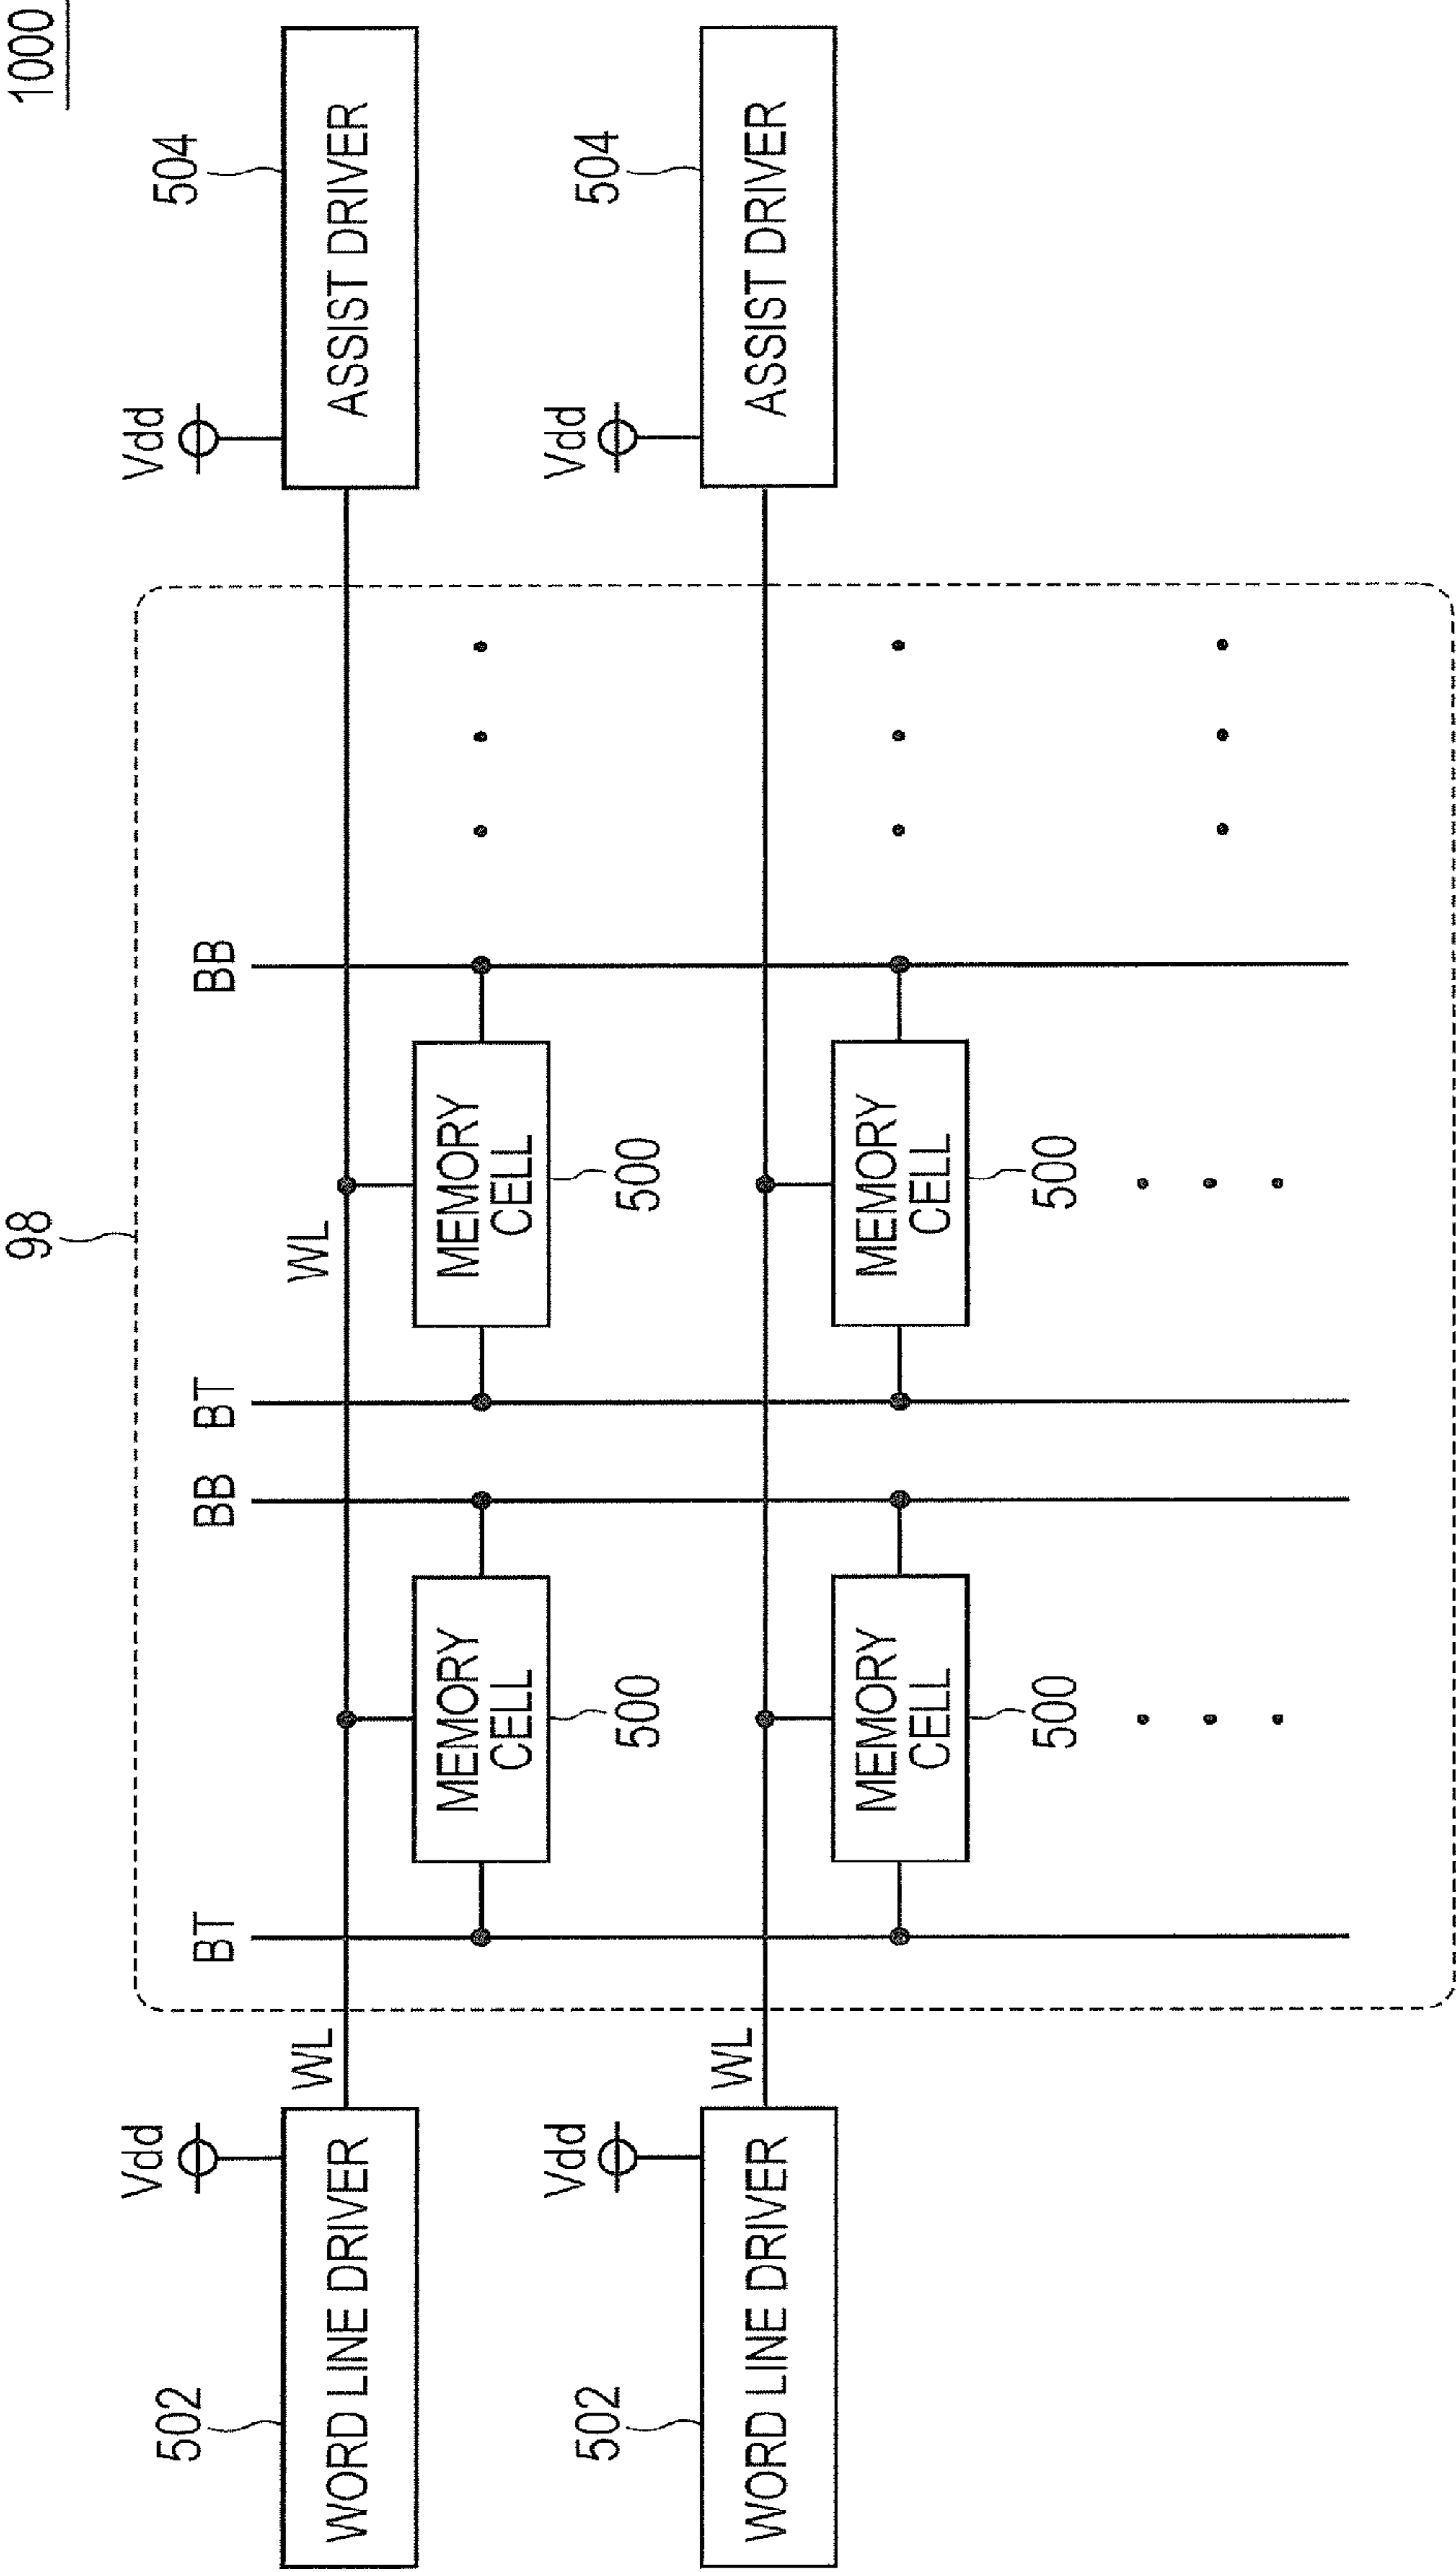 1000
98
Vdd
502
WORD LINE DRIVER
WL
BT
BB
BT
BB
WL
MEMORY
CELL
500
MEMORY
CELL
500
Vdd
504
ASSIST DRIVER
Vdd
502
WORD LINE DRIVER
WL
MEMORY
CELL
500
MEMORY
CELL
500
Vdd
504
ASSIST DRIVER